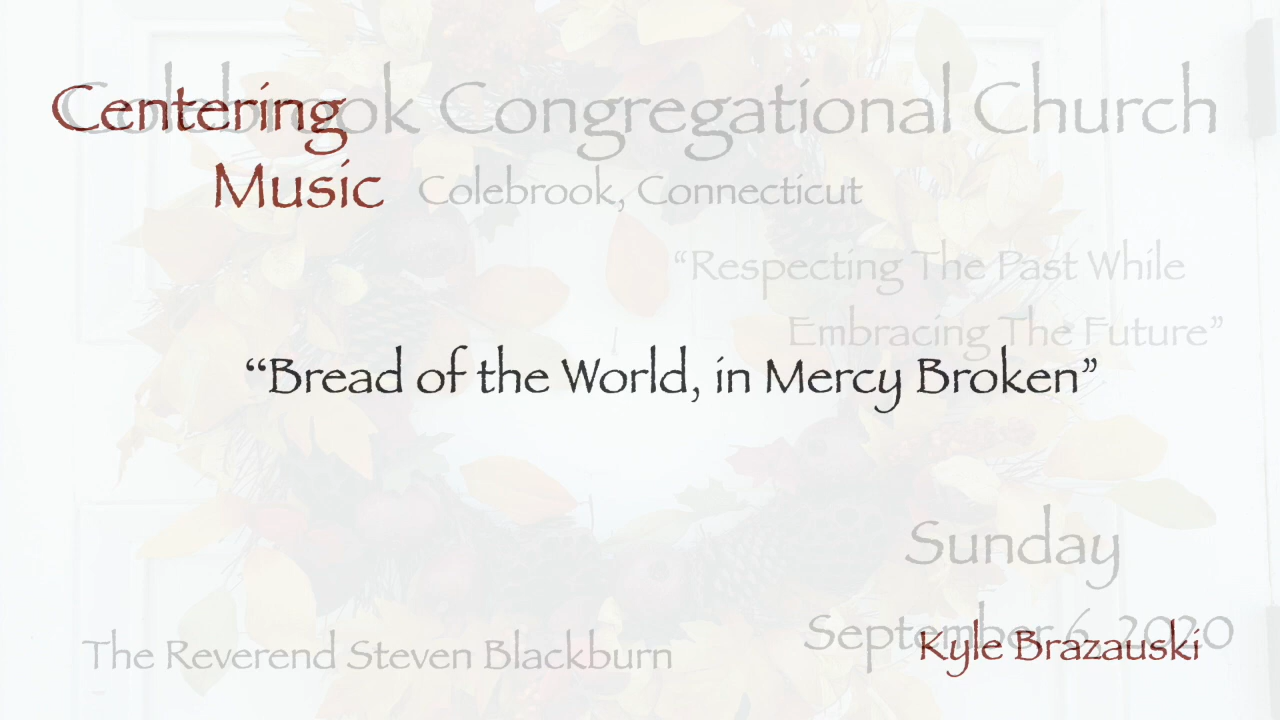 Colebrook Congregational Church
Centering
Music
Colebrook, Connecticut
“Respecting The Past While
Embracing The Future”
“Bread of the World, in Mercy Broken”
Sunday
September 6, 2020
Kyle Brazauski
The Reverend Steven Blackburn